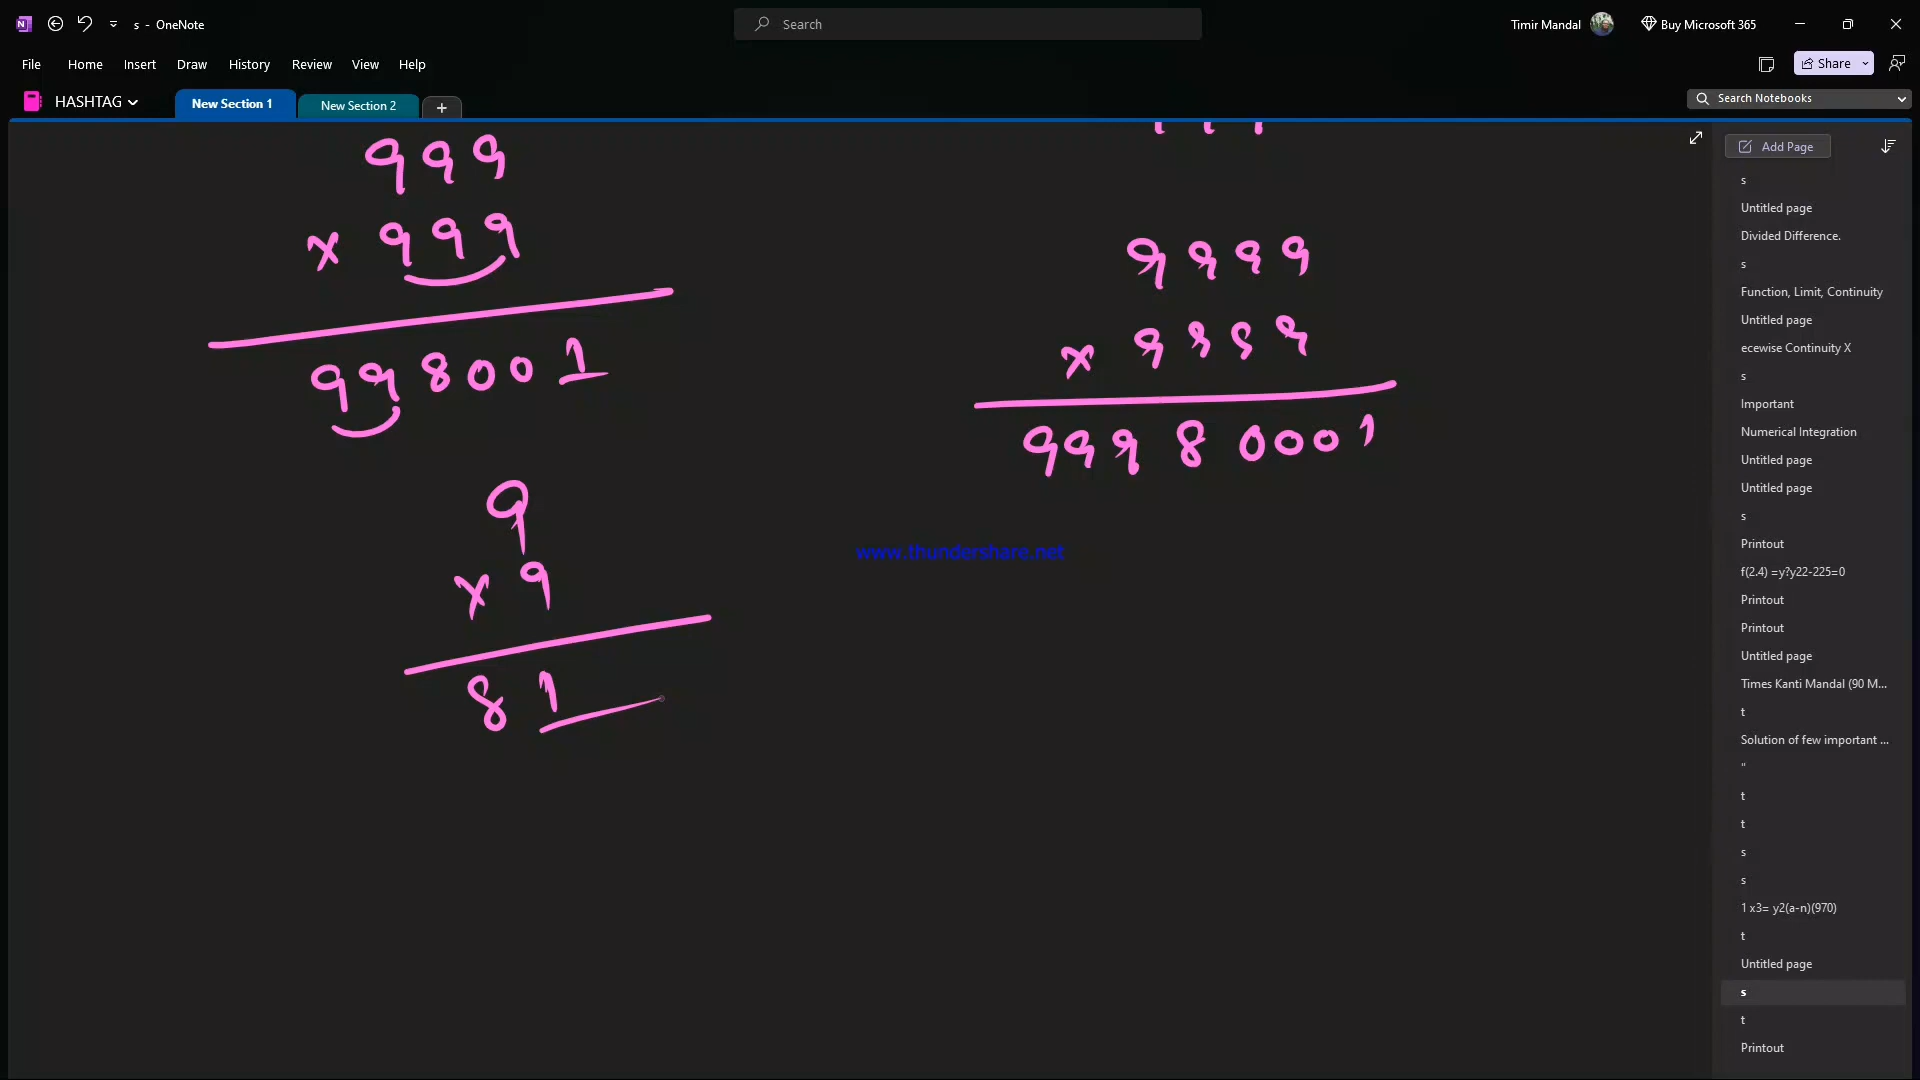 s - OneNote
Search
Timir Mandal
Buy Microsoft 365
File Home Insert Draw History Review View Help
Share
HASHTAG
New Section 1
New Section 2
+
Search Notebooks
999
x 999
998001
9
x 9
81
9999
x 9999
99980001
www.thundershare.net
Add Page
s
Untitled page
Divided Difference.
s
Function, Limit, Continuity
Untitled page
ecewise Continuity X
s
Important
Numerical Integration
Untitled page
Untitled page
s
Printout
f(2.4) =y?y22-225=0
Printout
Printout
Untitled page
Times Kanti Mandal (90 M...
t
Solution of few important ...
"
t
t
s
s
1 x3= y2(a-n)(970)
t
Untitled page
s
t
Printout